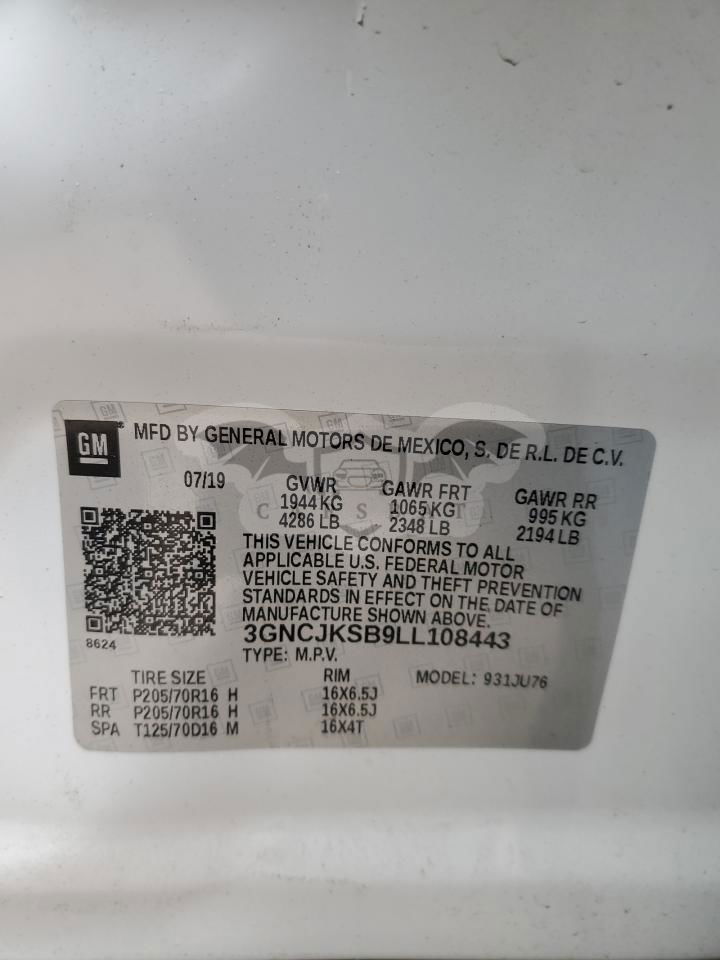 GM
MFD BY GENERAL MOTORS DE MEXICO, S. DE R.L. DE C.V.
07/19 GVWR GAWR FRT GAWR RR
1944 KG 1065 KG 995 KG
4286 LB 2348 LB 2194 LB
THIS VEHICLE CONFORMS TO ALL
APPLICABLE U.S. FEDERAL MOTOR
VEHICLE SAFETY AND THEFT PREVENTION
STANDARDS IN EFFECT ON THE DATE OF
MANUFACTURE SHOWN ABOVE.
3GNCJKSB9LL108443
8624
TYPE: M.P.V.
TIRE SIZE RIM MODEL: 931JU76
FRT P205/70R16 H 16X6.5J
RR P205/70R16 H 16X6.5J
SPA T125/70D16 M 16X4T